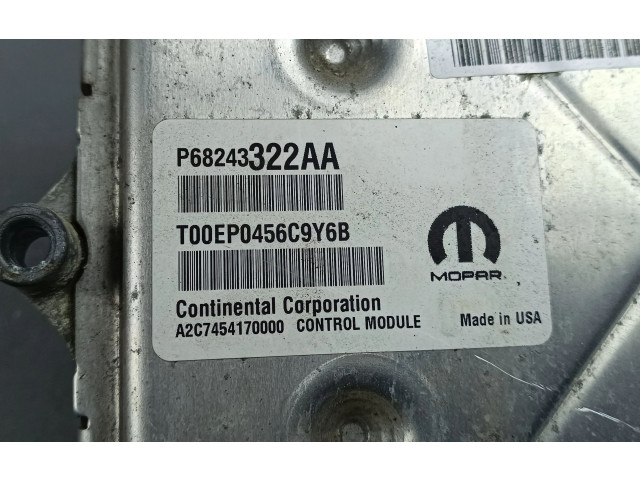 P68243322AA
T00EP0456C9Y6B
MOPAR
Continental Corporation
A2C7454170000 CONTROL MODULE
Made in USA